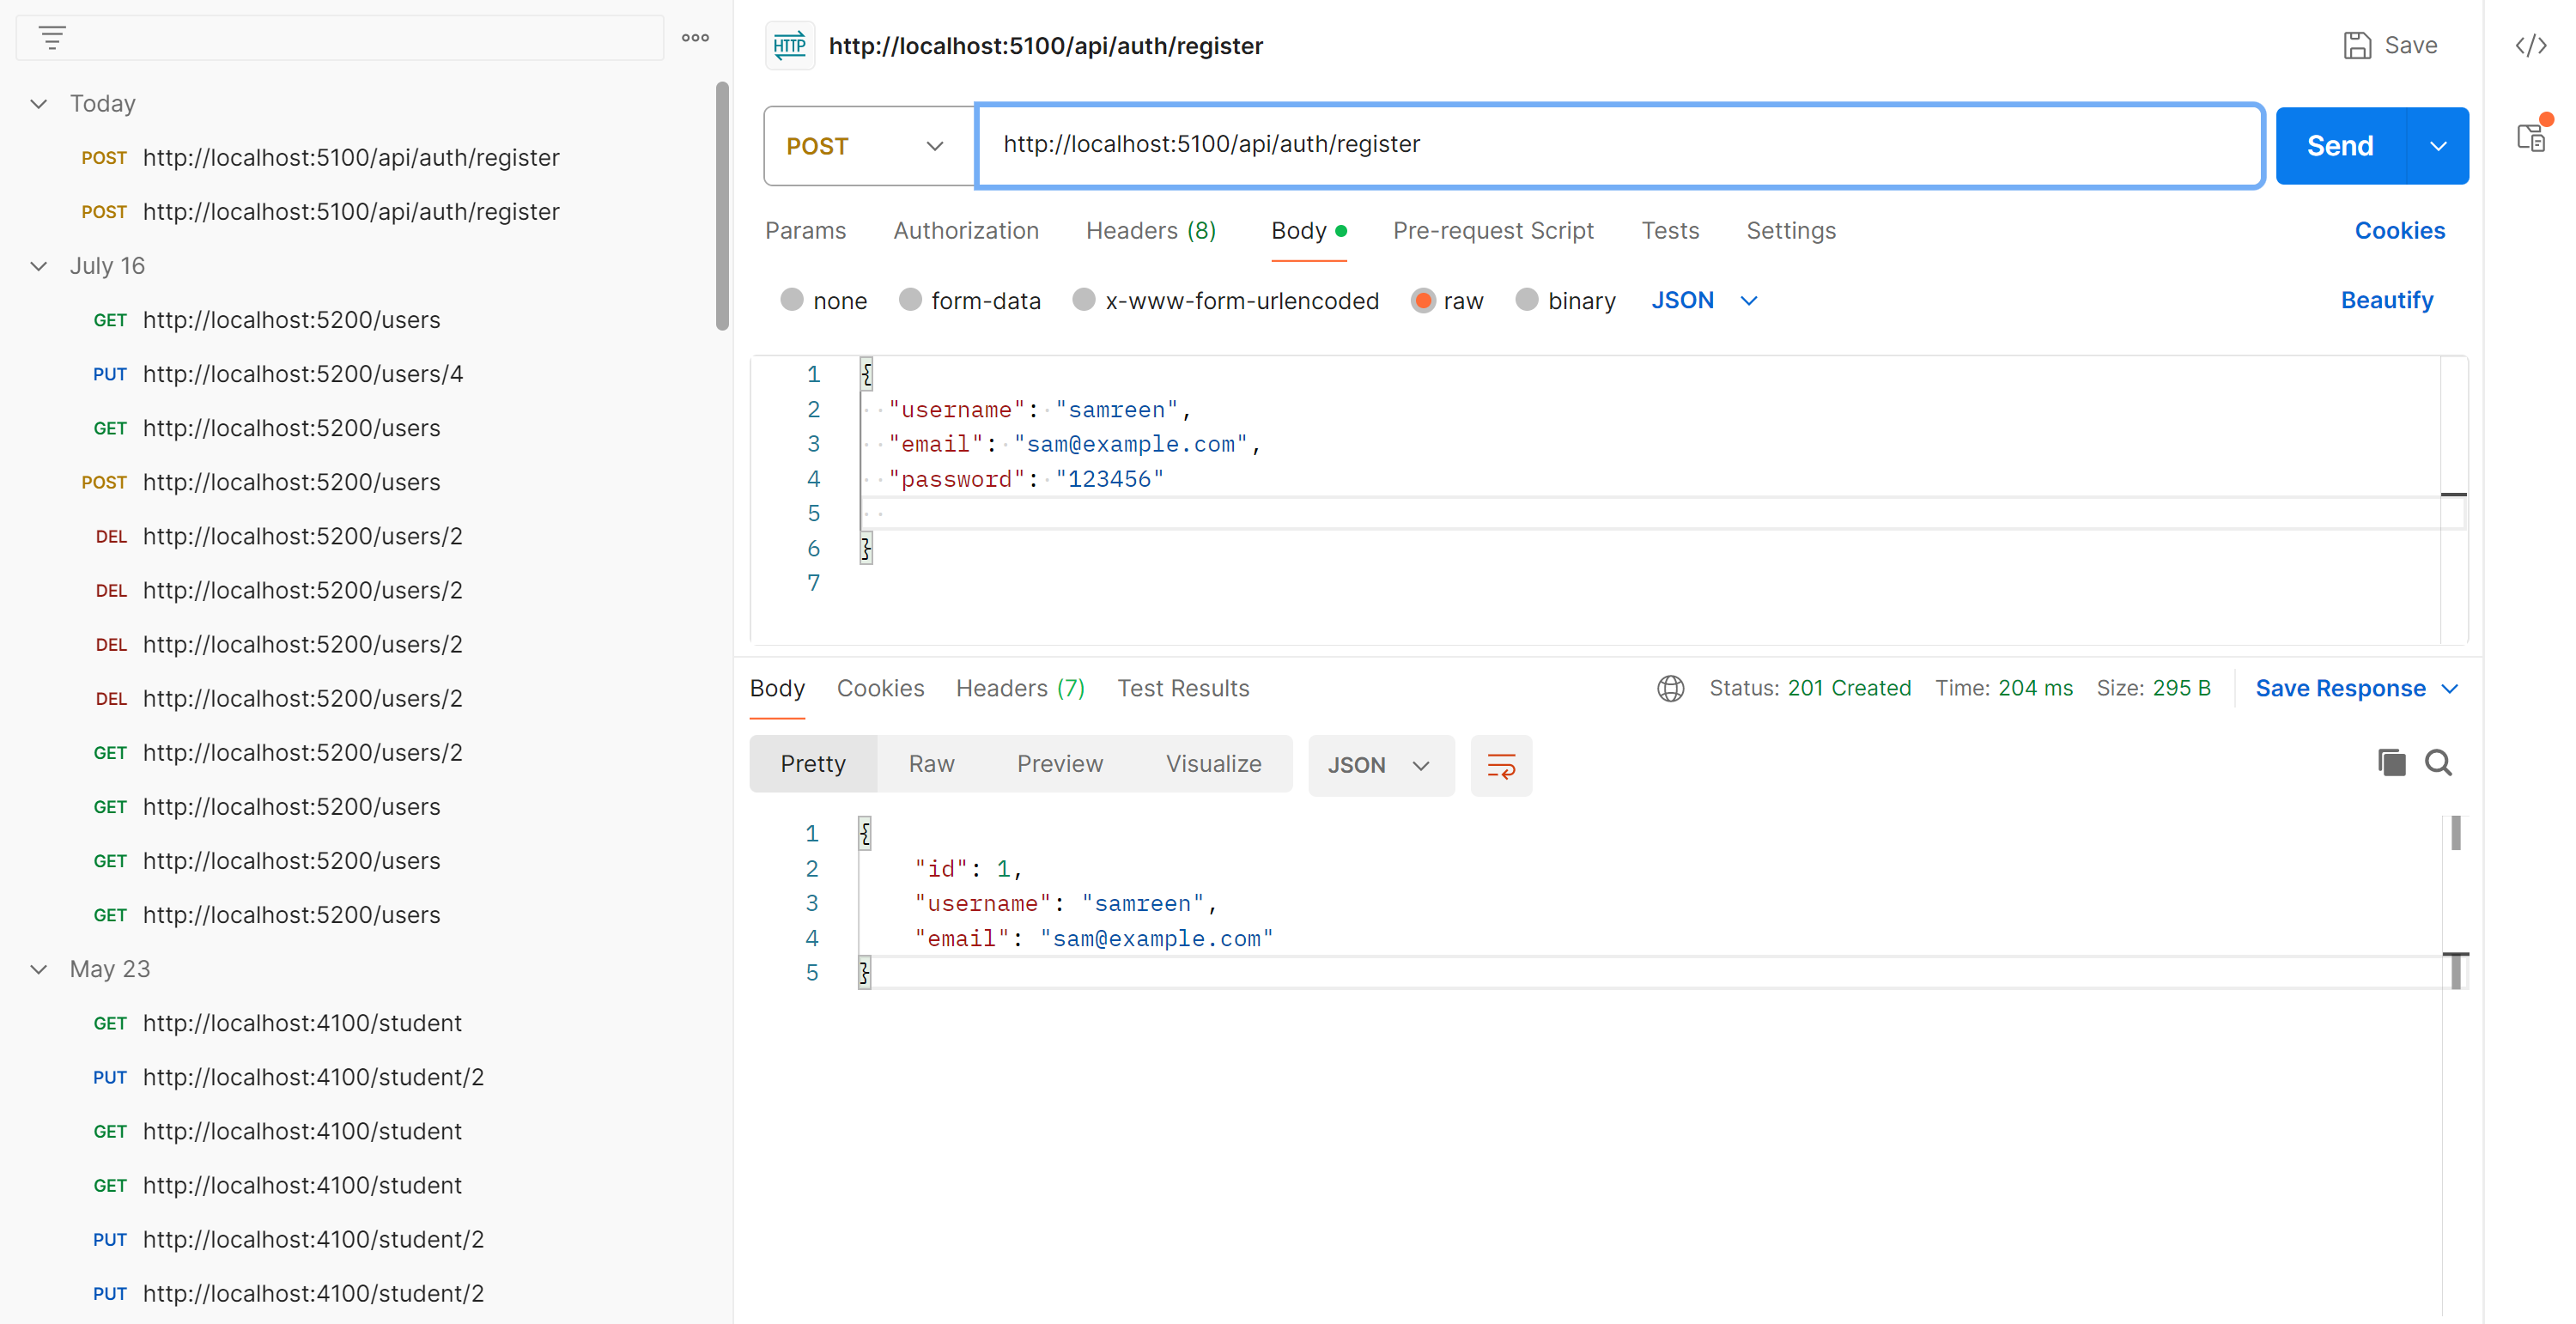 Today
POST http://localhost:5100/api/auth/register
POST http://localhost:5100/api/auth/register
July 16
GET http://localhost:5200/users
PUT http://localhost:5200/users/4
GET http://localhost:5200/users
POST http://localhost:5200/users
DEL http://localhost:5200/users/2
DEL http://localhost:5200/users/2
DEL http://localhost:5200/users/2
DEL http://localhost:5200/users/2
GET http://localhost:5200/users/2
GET http://localhost:5200/users
GET http://localhost:5200/users
GET http://localhost:5200/users
May 23
GET http://localhost:4100/student
PUT http://localhost:4100/student/2
GET http://localhost:4100/student
GET http://localhost:4100/student
PUT http://localhost:4100/student/2
PUT http://localhost:4100/student/2
HTTP http://localhost:5100/api/auth/register Save
POST http://localhost:5100/api/auth/register Send
Params Authorization Headers (8) Body Pre-request Script Tests Settings Cookies
none form-data x-www-form-urlencoded raw binary JSON Beautify
1 {
2 "username": "samreen",
3 "email": "sam@example.com",
4 "password": "123456"
5
6 }
7
Body Cookies Headers (7) Test Results Status: 201 Created Time: 204 ms Size: 295 B Save Response
Pretty Raw Preview Visualize JSON
1 {
2 "id": 1,
3 "username": "samreen",
4 "email": "sam@example.com"
5 }